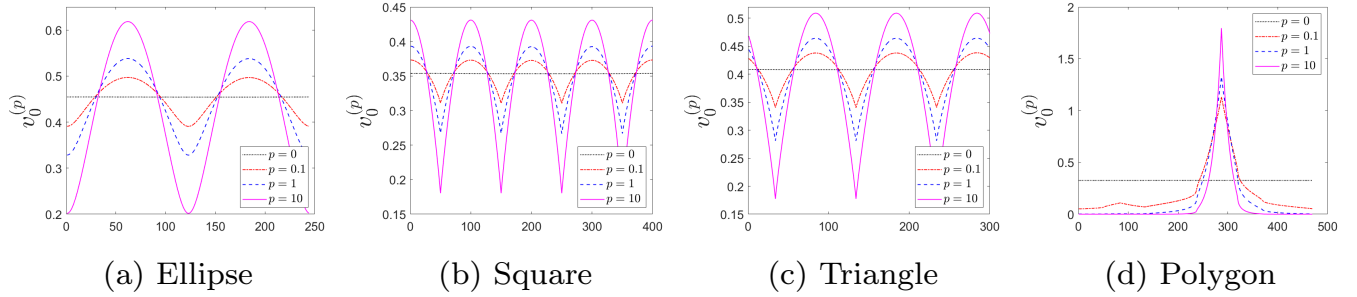 0.6
0.5
0.4
0.3
0.2
v₀⁽ᵖ⁾
0 50 100 150 200 250
p = 0
p = 0.1
p = 1
p = 10
(a) Ellipse
0.45
0.4
0.35
0.3
0.25
0.2
0.15
v₀⁽ᵖ⁾
0 100 200 300 400
p = 0
p = 0.1
p = 1
p = 10
(b) Square
0.5
0.45
0.4
0.35
0.3
0.25
0.2
0.15
v₀⁽ᵖ⁾
0 100 200 300
p = 0
p = 0.1
p = 1
p = 10
(c) Triangle
2
1.5
1
0.5
0
v₀⁽ᵖ⁾
0 100 200 300 400 500
p = 0
p = 0.1
p = 1
p = 10
(d) Polygon